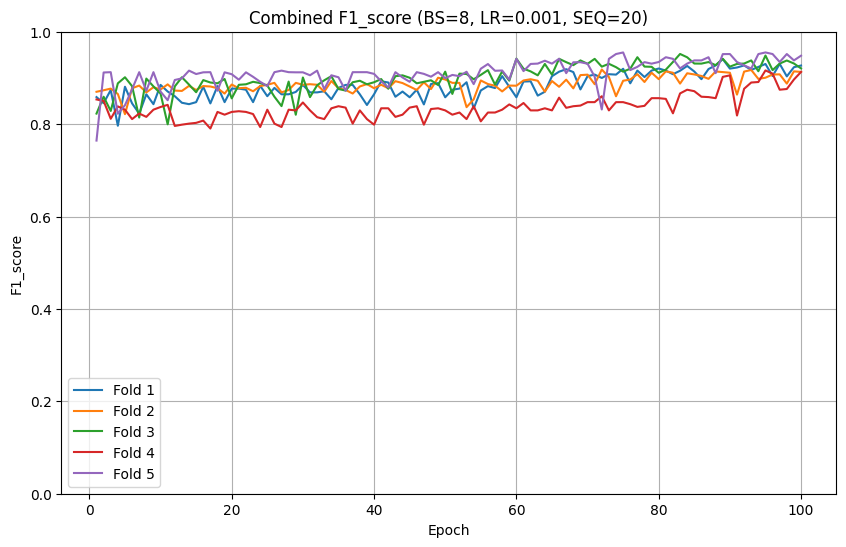 Combined F1_score (BS=8, LR=0.001, SEQ=20)
1.0
0.8
0.6
0.4
0.2
0.0
F1_score
Fold 1
Fold 2
Fold 3
Fold 4
Fold 5
0 20 40 60 80 100
Epoch